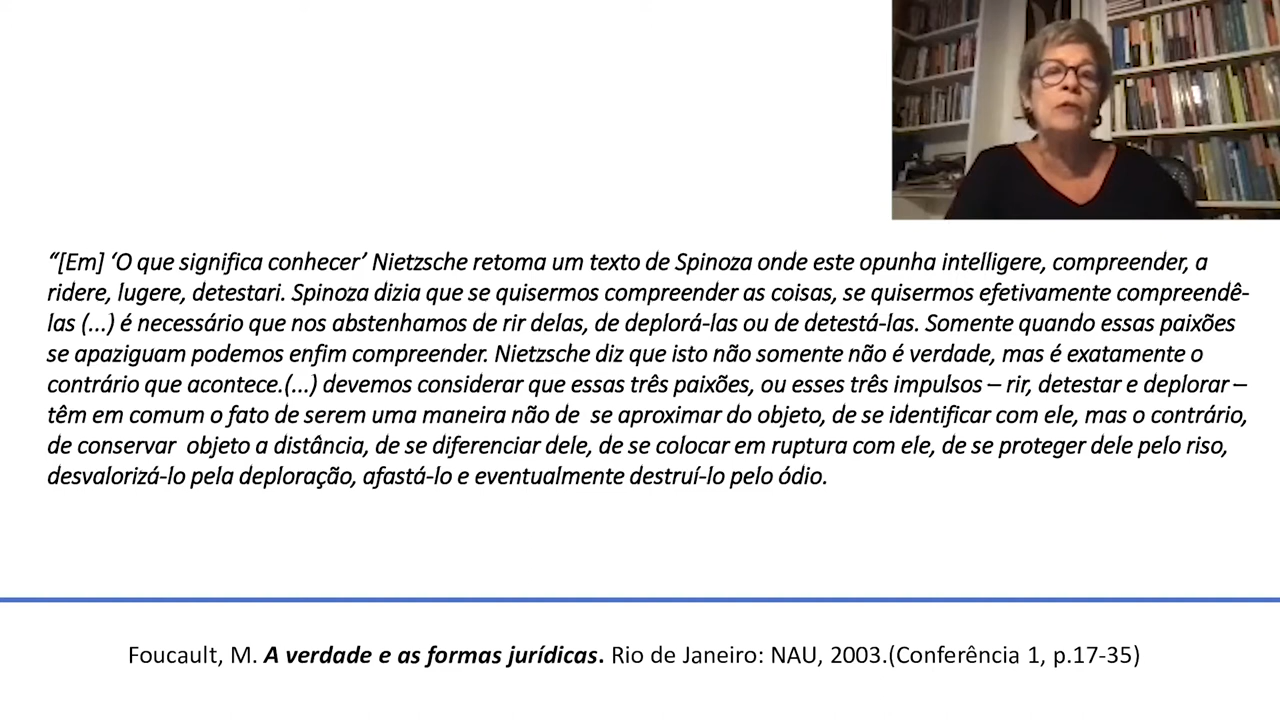 “[Em] ‘O que significa conhecer’ Nietzsche retoma um texto de Spinoza onde este opunha intelligere, compreender, a
ridere, lugere, detestari. Spinoza dizia que se quisermos compreender as coisas, se quisermos efetivamente compreendê-
las (...) é necessário que nos abstenhamos de rir delas, de deplorá-las ou de detestá-las. Somente quando essas paixões
se apaziguam podemos enfim compreender. Nietzsche diz que isto não somente não é verdade, mas é exatamente o
contrário que acontece.(...) devemos considerar que essas três paixões, ou esses três impulsos – rir, detestar e deplorar –
têm em comum o fato de serem uma maneira não de  se aproximar do objeto, de se identificar com ele, mas o contrário,
de conservar  objeto a distância, de se diferenciar dele, de se colocar em ruptura com ele, de se proteger dele pelo riso,
desvalorizá-lo pela deploração, afastá-lo e eventualmente destruí-lo pelo ódio.
Foucault, M. A verdade e as formas jurídicas. Rio de Janeiro: NAU, 2003.(Conferência 1, p.17-35)